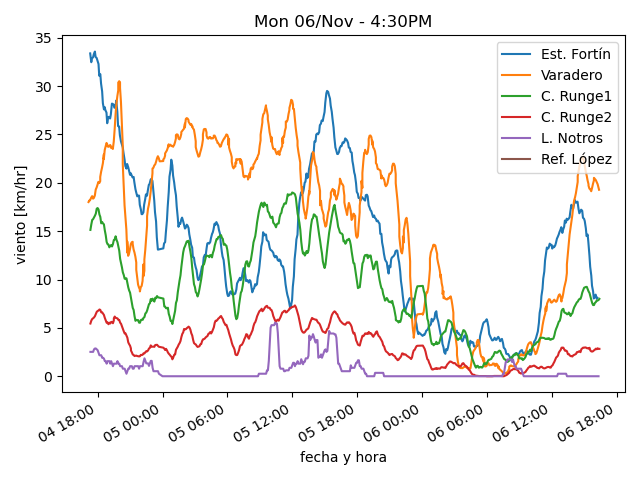 Mon 06/Nov - 4:30PM
viento [km/hr]
35
30
25
20
15
10
5
0
Est. Fortín
Varadero
C. Runge1
C. Runge2
L. Notros
Ref. López
04 18:00
05 00:00
05 06:00
05 12:00
05 18:00
06 00:00
06 06:00
06 12:00
06 18:00
fecha y hora